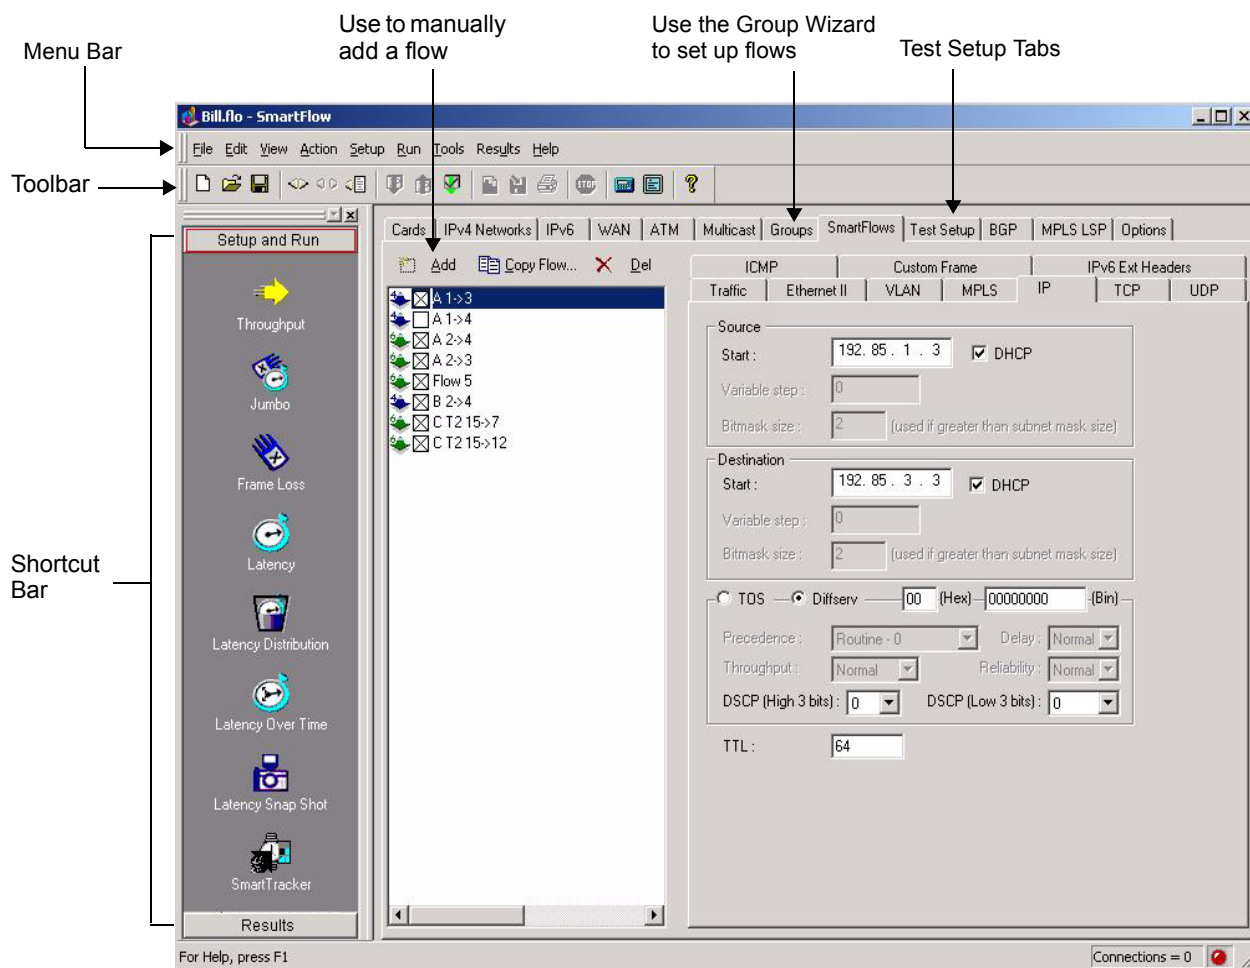 Use to manually
add a flow
Use the Group Wizard
to set up flows
Menu Bar
Test Setup Tabs
Bill.flo - SmartFlow
File Edit View Action Setup Run Tools Results Help
Toolbar
STOP
?
Setup and Run
Cards IPv4 Networks IPv6 WAN ATM Multicast Groups SmartFlows Test Setup BGP MPLS LSP Options
Add Copy Flow... Del
ICMP Custom Frame IPv6 Ext Headers
Traffic Ethernet II VLAN MPLS IP TCP UDP
4 A 1->3
4 A 1->4
6 A 2->4
6 A 2->3
6 Flow 5
4 B 2->4
6 C T2 15->7
6 C T2 15->12
Throughput
Jumbo
Frame Loss
Latency
Latency Distribution
Latency Over Time
Latency Snap Shot
SmartTracker
Results
Shortcut
Bar
Source
Start : 192. 85 . 1 . 3 DHCP
Variable step : 0
Bitmask size : 2 (used if greater than subnet mask size)
Destination
Start : 192. 85 . 3 . 3 DHCP
Variable step : 0
Bitmask size : 2 (used if greater than subnet mask size)
TOS Diffserv 00 (Hex) 00000000 (Bin)
Precedence : Routine - 0 Delay : Normal
Throughput : Normal Reliability : Normal
DSCP (High 3 bits) : 0 DSCP (Low 3 bits) : 0
TTL : 64
For Help, press F1
Connections = 0